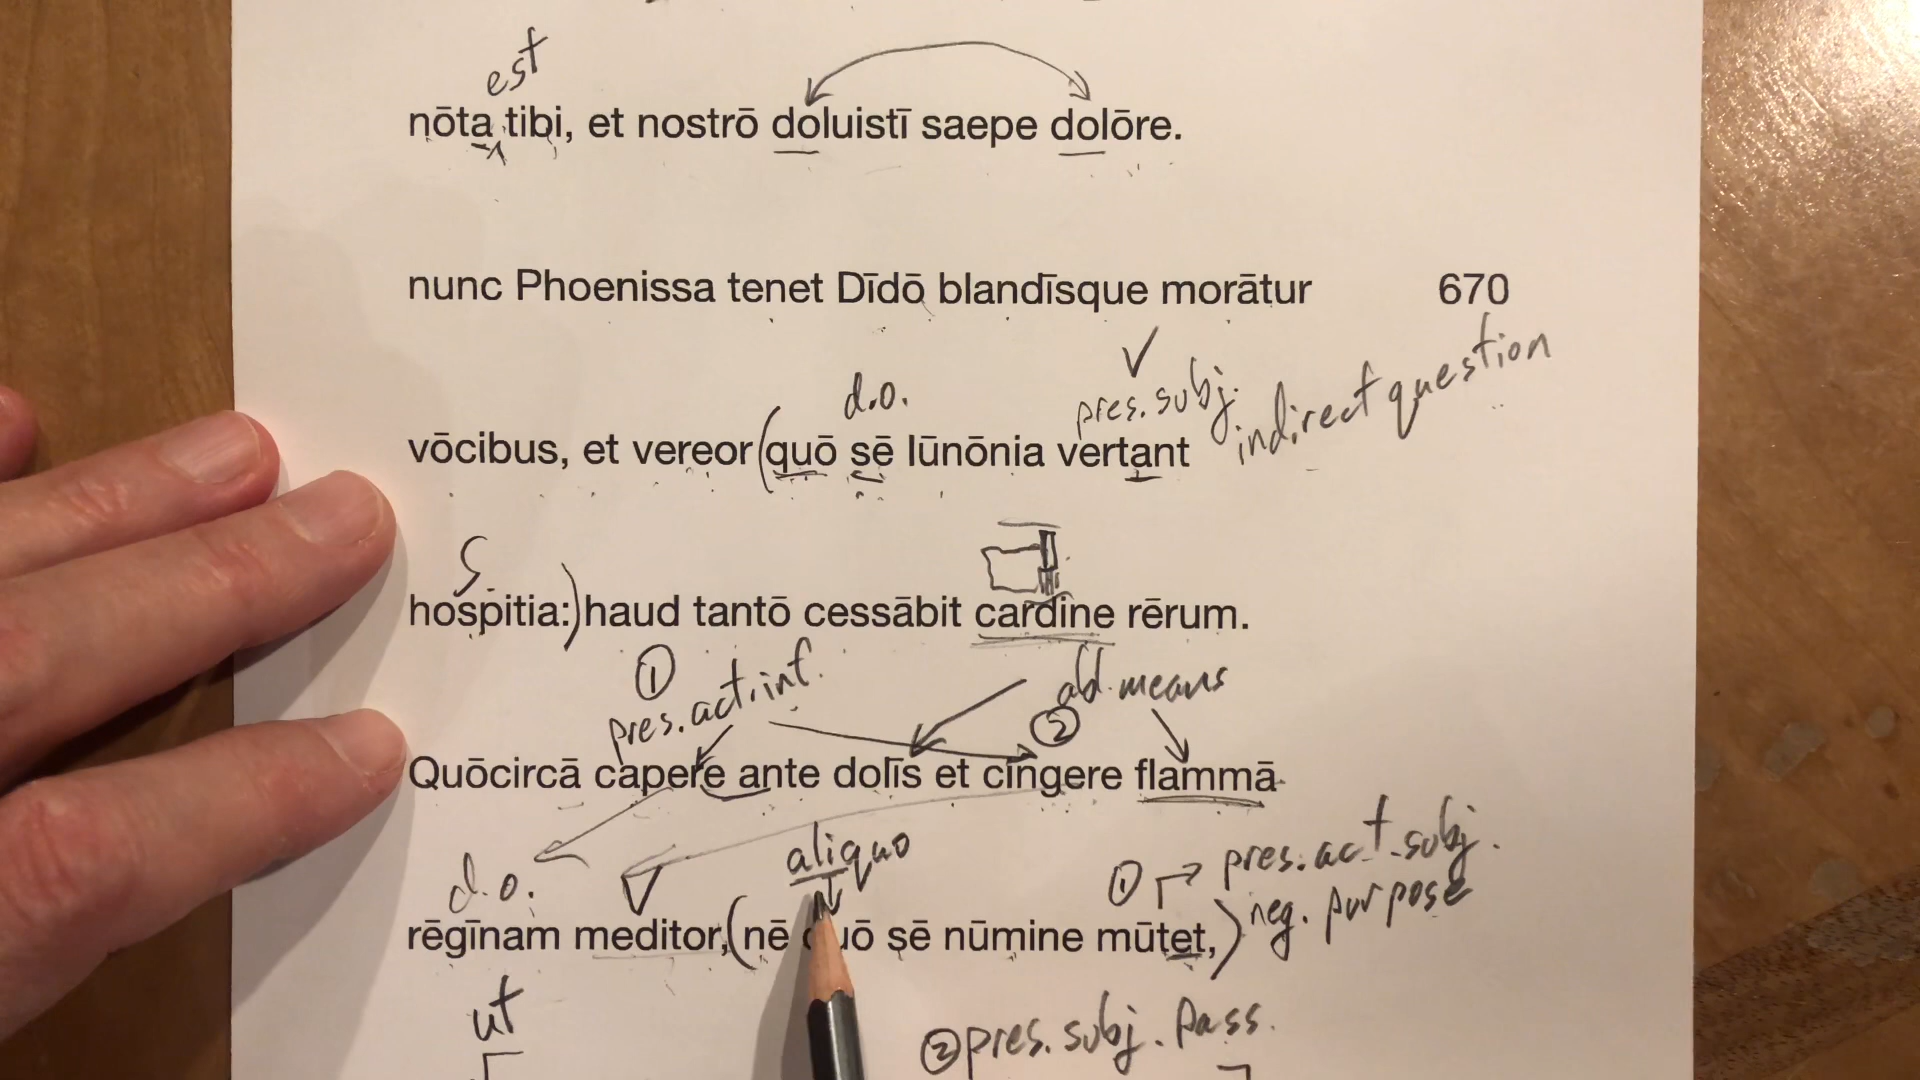 est
nōta tibi, et nostrō doluistī saepe dolōre.
nunc Phoenissa tenet Dīdō blandīsque morātur 670
d.o. pres. subj. indirect question
vōcibus, et vereor (quō sē Iūnōnia vertant
S
hospitia:) haud tantō cessābit cardine rērum.
① pres. act. inf. abl. means ②
Quōcircā capere ante dolīs et cingere flammā
d.o. aliquo ① pres. act. subj.
neg. purpose
rēgīnam meditor, (nē quō sē nūmine mūtet,)
ut ② pres. subj. pass.